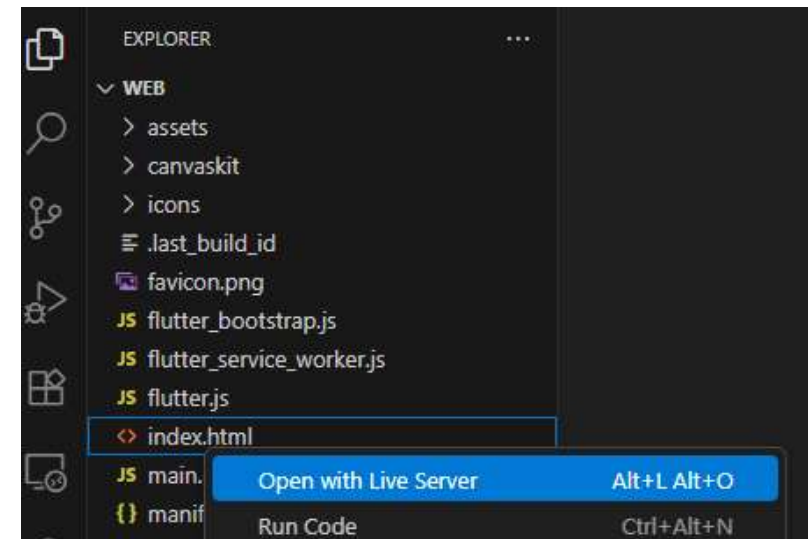 EXPLORER ...
WEB
assets
canvaskit
icons
.last_build_id
favicon.png
JS flutter_bootstrap.js
JS flutter_service_worker.js
JS flutter.js
<> index.html
JS main.
Open with Live Server Alt+L Alt+O
{} manif
Run Code Ctrl+Alt+N